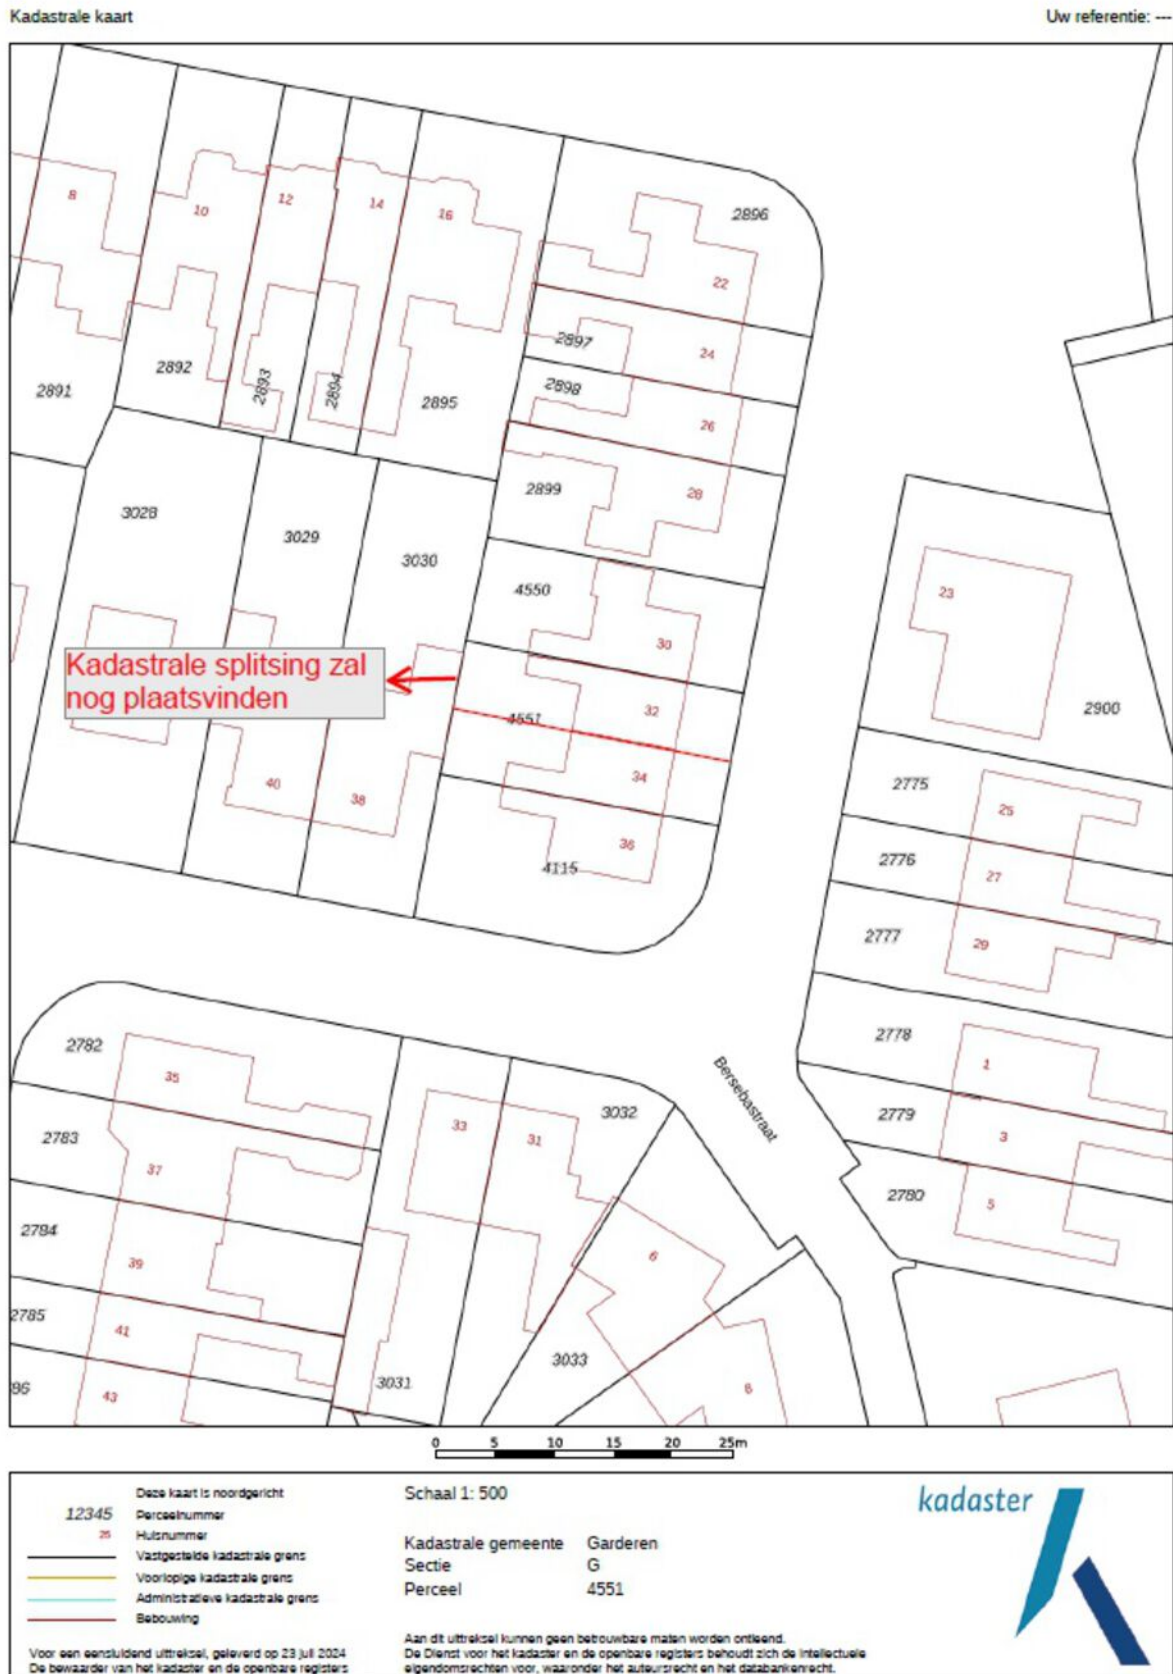 Kadastrale kaart
Uw referentie: ---
2896
8
10
12
14
16
22
2897
24
2891
2892
2893
2894
2895
2898
26
2899
28
3028
3029
3030
4550
30
23
Kadastrale splitsing zal
nog plaatsvinden
4551
32
2900
34
40
38
2775
25
36
4115
2776
27
2777
29
2782
35
2778
1
Bersebastraat
3032
33
31
2779
3
2783
37
2780
5
2784
39
6
2785
41
3033
86
43
3031
8
0 5 10 15 20 25m
Deze kaart is noordgericht
12345 Perceelnummer
25 Huisnummer
Vastgestelde kadastrale grens
Voorlopige kadastrale grens
Administratieve kadastrale grens
Bebouwing
Voor een eensluidend uittreksel, geleverd op 23 juli 2024
De bewaarder van het kadaster en de openbare registers
Schaal 1: 500
Kadastrale gemeente Garderen
Sectie G
Perceel 4551
Aan dit uittreksel kunnen geen betrouwbare maten worden ontleend.
De Dienst voor het kadaster en de openbare registers behoudt zich de intellectuele
eigendomsrechten voor, waaronder het auteursrecht en het databankenrecht.
kadaster